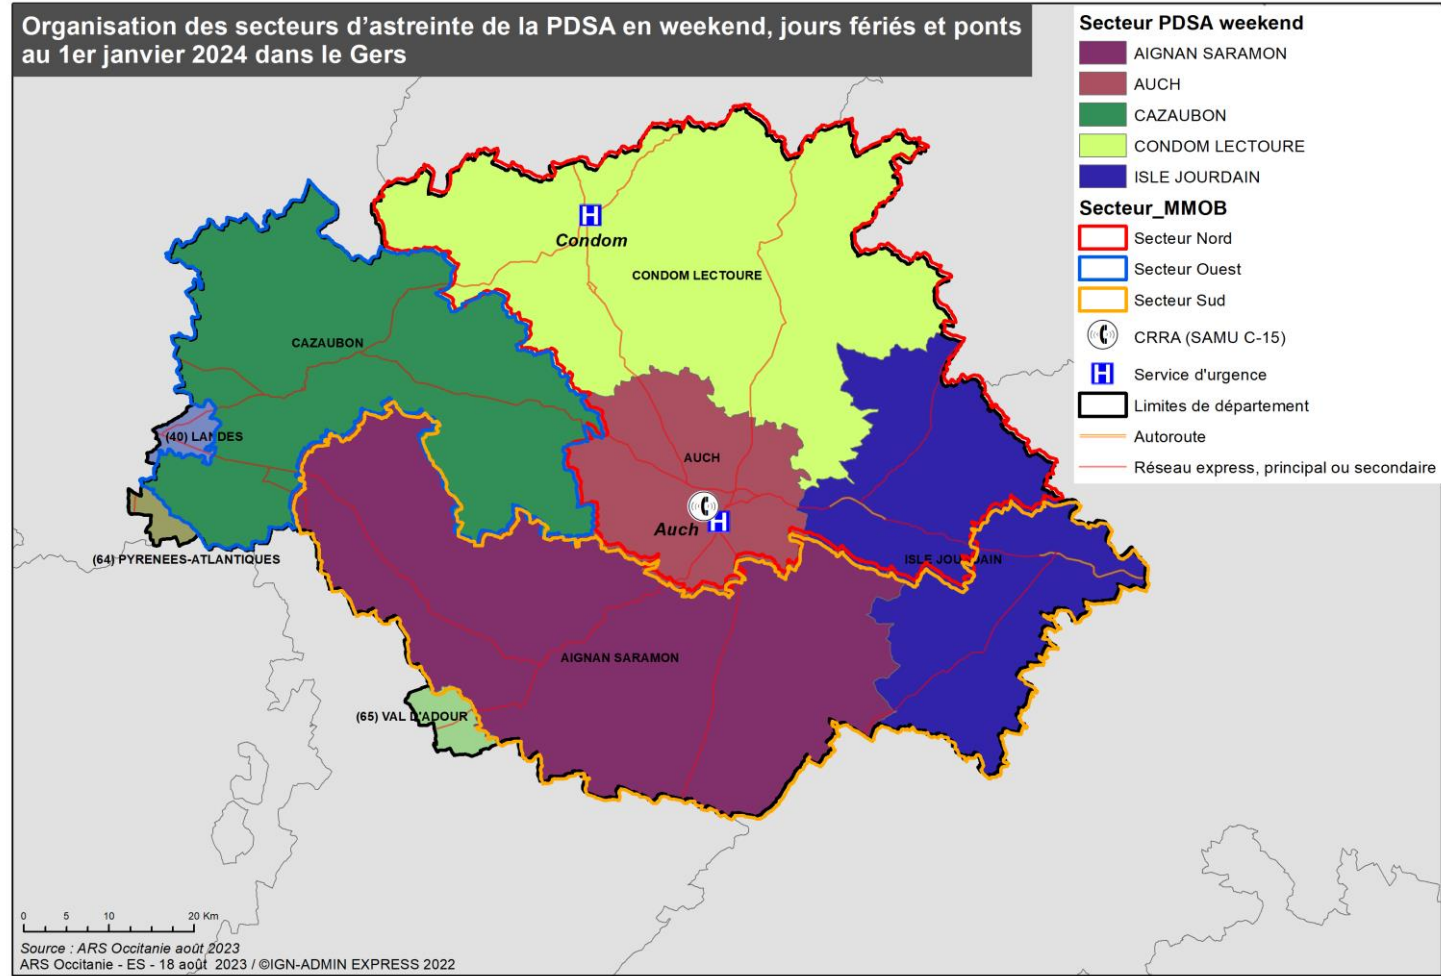 Organisation des secteurs d'astreinte de la PDSA en weekend, jours fériés et ponts
au 1er janvier 2024 dans le Gers
Secteur PDSA weekend
AIGNAN SARAMON
AUCH
CAZAUBON
CONDOM LECTOURE
ISLE JOURDAIN
Secteur_MMOB
Secteur Nord
Secteur Ouest
Secteur Sud
CRRA (SAMU C-15)
H
Service d'urgence
Limites de département
Autoroute
Réseau express, principal ou secondaire
H
Condom
CONDOM LECTOURE
CAZAUBON
(40) LANDES
AUCH
Auch
H
(64) PYRENEES-ATLANTIQUES
ISLE JOURDAIN
AIGNAN SARAMON
(65) VAL D'ADOUR
0 5 10 20 Km
Source : ARS Occitanie août 2023
ARS Occitanie - ES - 18 août 2023 / ©IGN-ADMIN EXPRESS 2022